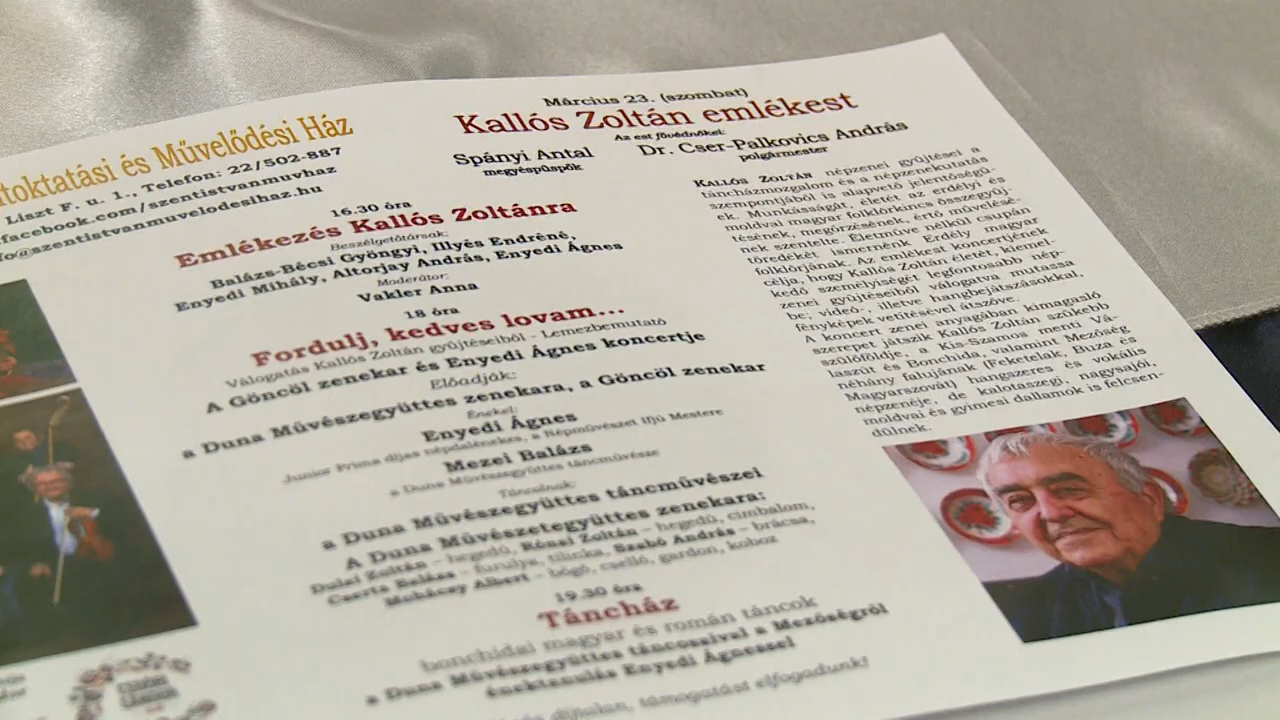 toktatási és Művelődési Ház
Liszt F. u. 1., Telefon: 22/502-887
facebook.com/szentistvanmuvhaz
fo@szentistvanmuvelodesihaz.hu
Március 23. (szombat)
Kallós Zoltán emlékest
Az est fővédnökei:
Spányi Antal
megyéspüspök
Dr. Cser-Palkovics András
polgármester
16.30 óra
Emlékezés Kallós Zoltánra
Beszélgetőtársak:
Balázs-Bécsi Gyöngyi, Illyés Endréné,
Enyedi Mihály, Altorjay András, Enyedi Ágnes
Moderátor:
Vakler Anna
18 óra
Fordulj, kedves lovam...
Válogatás Kallós Zoltán gyűjtéseiből - Lemezbemutató
A Göncöl zenekar és Enyedi Ágnes koncertje
Előadják:
a Duna Művészegyüttes zenekara, a Göncöl zenekar
Énekel:
Enyedi Ágnes
Junior Prima díjas népdalénekes, a Népművészet Ifjú Mestere
Mezei Balázs
a Duna Művészegyüttes táncművésze
Táncolnak:
a Duna Művészegyüttes táncművészei
A Duna Művészetegyüttes zenekara:
Dulai Zoltán – hegedű, Rónai Zoltán – hegedű, cimbalom,
Csarta Balázs – furulya, tilinka, Szabó András – brácsa,
Mohácsy Albert – bőgő, cselló, gardon, koboz
19.30 óra
Táncház
bonchidai magyar és román táncok
a Duna Művészegyüttes táncosaival a Mezőségről
énektanulás Enyedi Ágnessel
díjtalan, támogatást elfogadunk!
Kallós Zoltán népzenei gyűjtései a
táncházmozgalom és a népzenekutatás
szempontjából is alapvető jelentőségű-
ek. Munkásságát, életét az erdélyi és
moldvai magyar folklórkincs összegyűj-
tésének, megőrzésének, értő művelésé-
nek szentelte. Életműve nélkül csupán
töredékét ismernénk Erdély magyar
folklórjának. Az emlékest koncertjének
célja, hogy Kallós Zoltán életét, kiemel-
kedő személyiségét legfontosabb nép-
zenei gyűjtéseiből válogatva mutassa
be; videó-, illetve hangbejátszásokkal,
fényképek vetítésével átszőve.
A koncert zenei anyagában kimagasló
szerepet játszik Kallós Zoltán szűkebb
szülőföldje, a Kis-Szamos menti Vá-
laszút és Bonchida, valamint Mezőség
néhány falujának (Feketelak, Buza és
Magyarszovát) hangszeres és vokális
népzenéje, de kalotaszegi, nagysajói,
moldvai és gyimesi dallamok is felcsen-
dülnek.